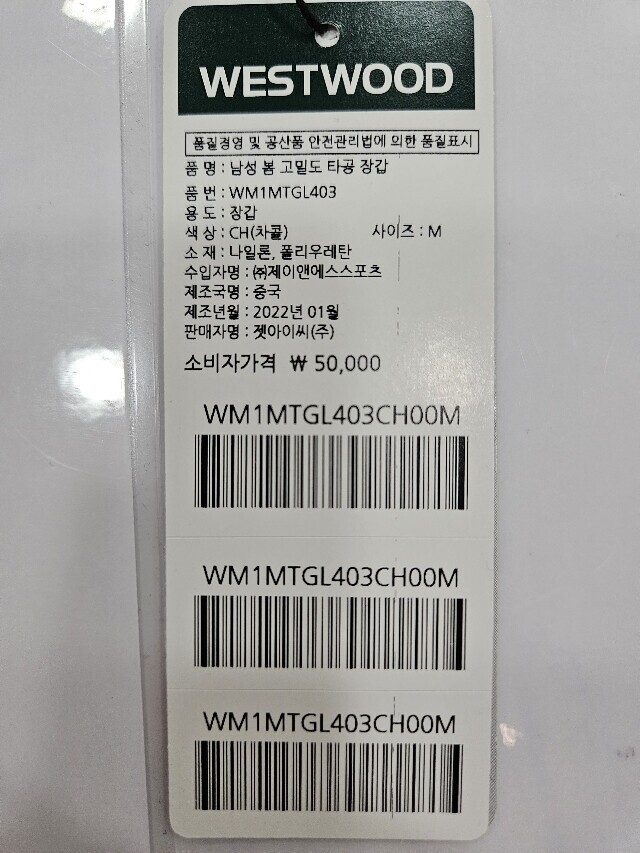 WESTWOOD
품질경영 및 공산품 안전관리법에 의한 품질표시
품 명 : 남성 봄 고밀도 타공 장갑
품 번 : WM1MTGL403
용 도 : 장갑
색 상 : CH(차콜) 사이즈 : M
소 재 : 나일론, 폴리우레탄
수입자명 : ㈜제이앤에스스포츠
제조국명 : 중국
제조년월 : 2022년 01월
판매자명 : 젯아이씨(주)
소비자가격 ₩ 50,000
WM1MTGL403CH00M
WM1MTGL403CH00M
WM1MTGL403CH00M